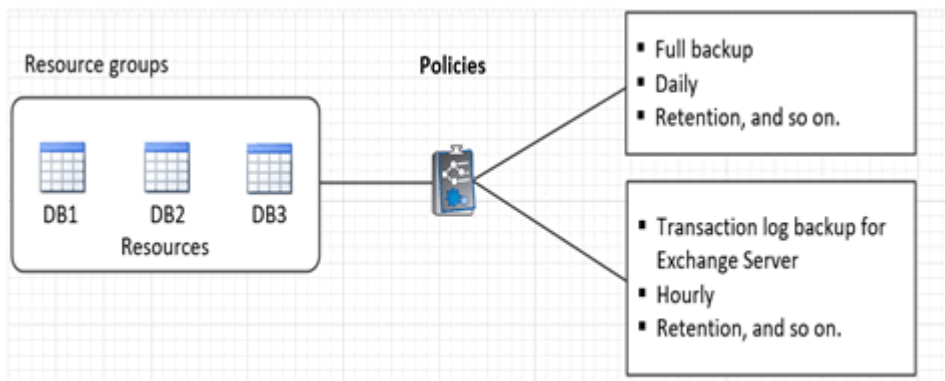 Resource groups
DB1
DB2
DB3
Resources
Policies
▪ Full backup
▪ Daily
▪ Retention, and so on.
▪ Transaction log backup for
Exchange Server
▪ Hourly
▪ Retention, and so on.